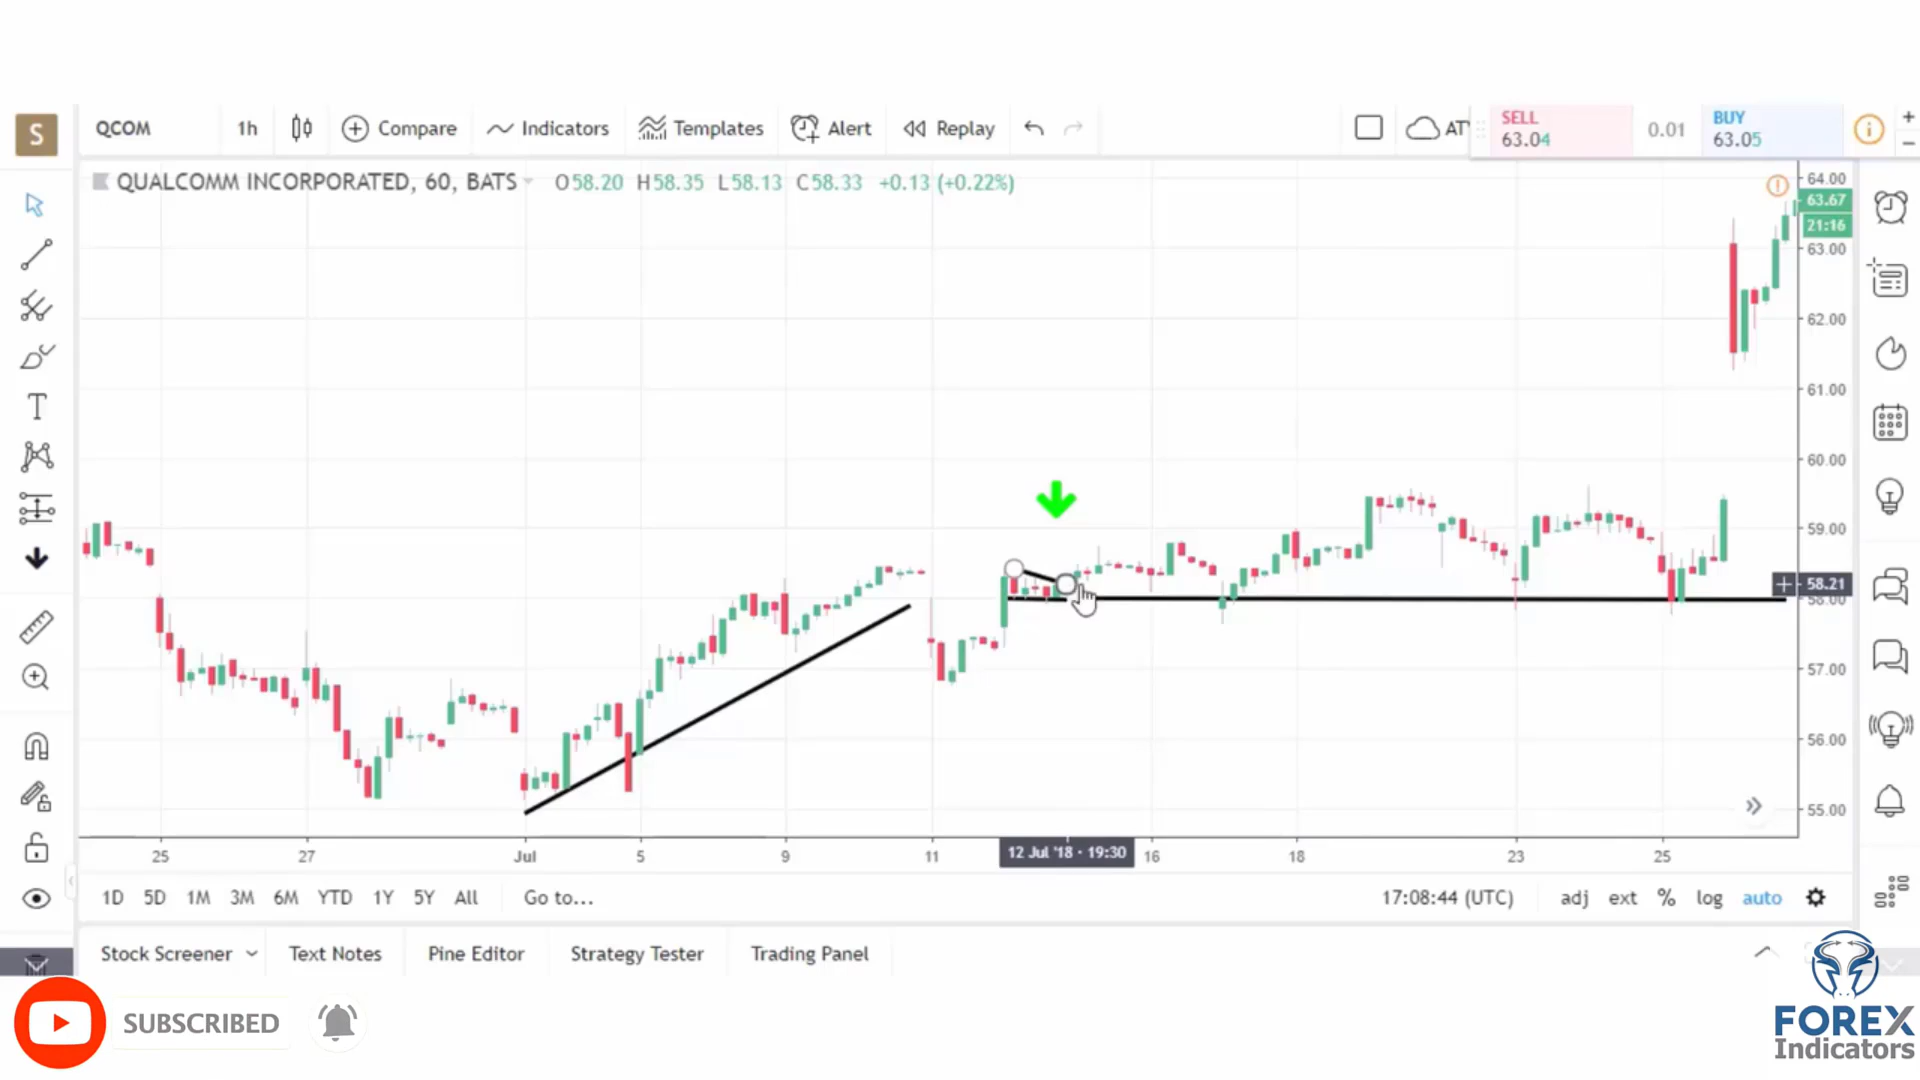 S
QCOM 1h Compare Indicators Templates Alert Replay
SELL 63.04 0.01 BUY 63.05
QUALCOMM INCORPORATED, 60, BATS O58.20 H58.35 L58.13 C58.33 +0.13 (+0.22%)
64.00
63.67
21:16
63.00
62.00
61.00
60.00
59.00
58.21
58.00
57.00
56.00
55.00
25 27 Jul 5 9 11 12 Jul '18 · 19:30 16 18 23 25
1D 5D 1M 3M 6M YTD 1Y 5Y All Go to... 17:08:44 (UTC) adj ext % log auto
Stock Screener Text Notes Pine Editor Strategy Tester Trading Panel
SUBSCRIBED
FOREX
Indicators